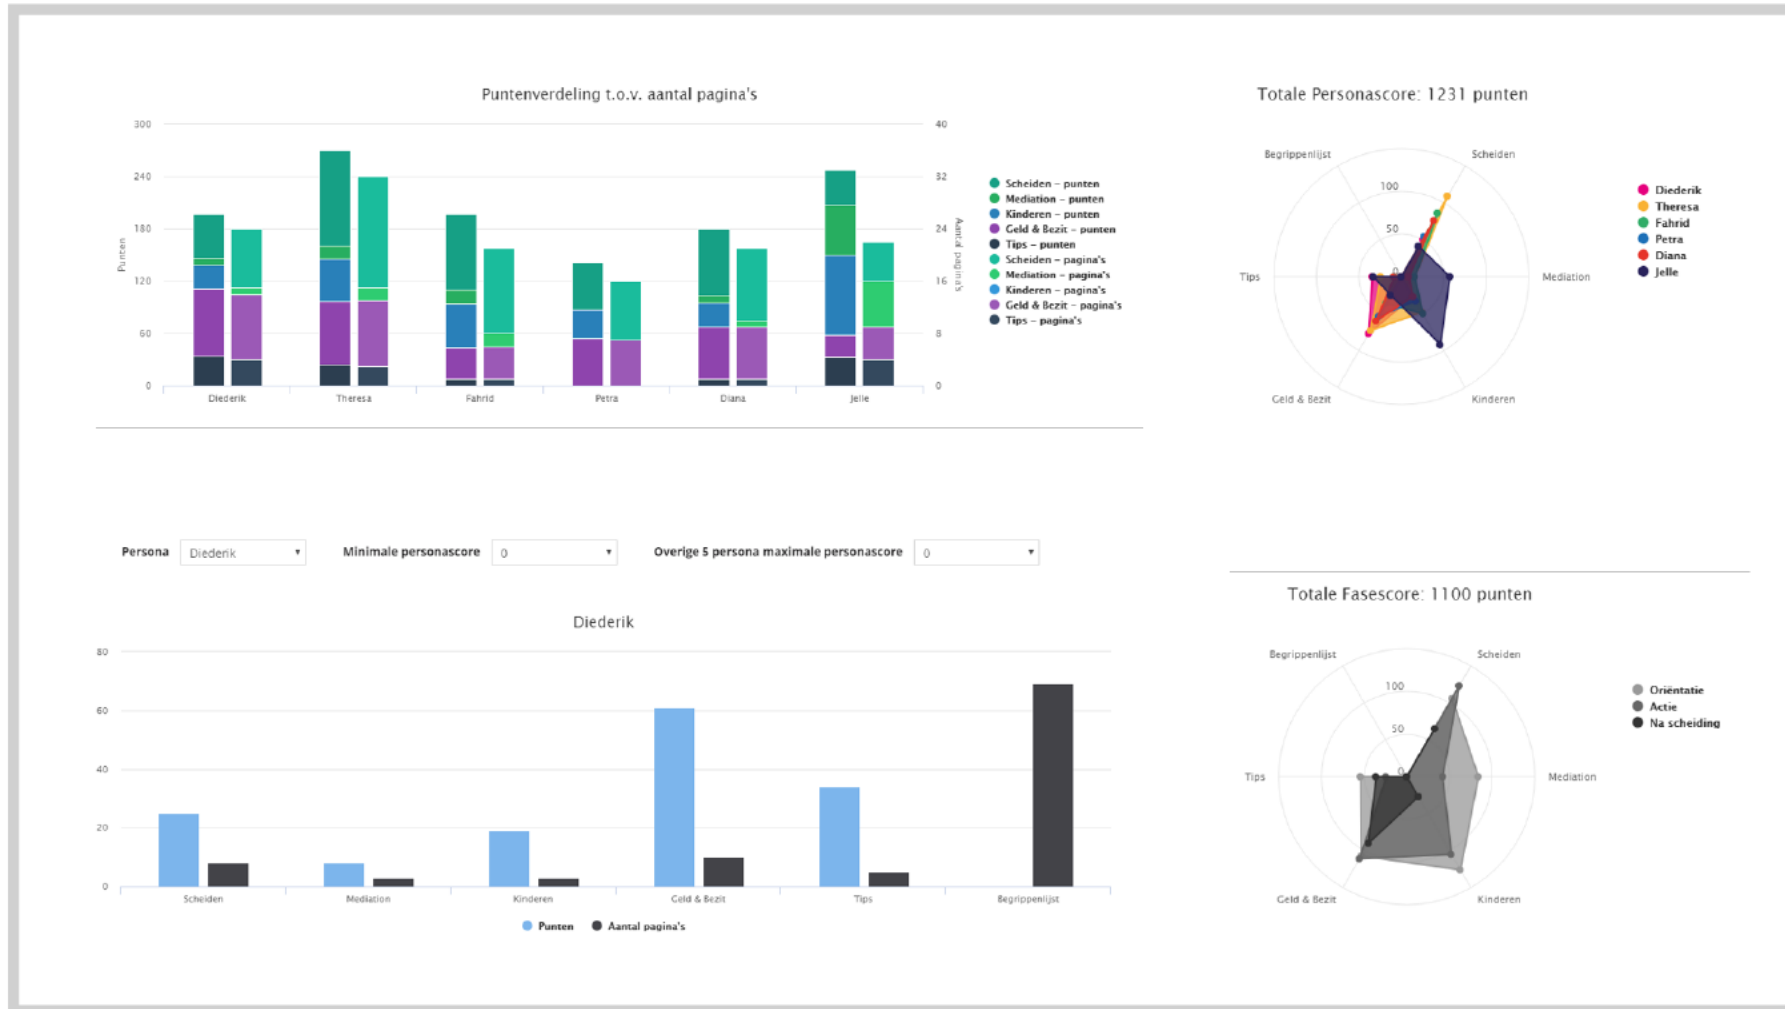 Puntenverdeling t.o.v. aantal pagina's
300
240
180
120
60
0
Punten
40
32
24
16
8
0
Aantal pagina's
Diederik
Theresa
Fahrid
Petra
Diana
Jelle
Scheiden – punten
Mediation – punten
Kinderen – punten
Geld & Bezit – punten
Tips – punten
Scheiden – pagina's
Mediation – pagina's
Kinderen – pagina's
Geld & Bezit – pagina's
Tips – pagina's
Totale Personascore: 1231 punten
Begrippenlijst
Scheiden
100
50
0
Tips
Mediation
Geld & Bezit
Kinderen
Diederik
Theresa
Fahrid
Petra
Diana
Jelle
Persona Diederik Minimale personascore 0 Overige 5 persona maximale personascore 0
Diederik
80
60
40
20
0
Scheiden
Mediation
Kinderen
Geld & Bezit
Tips
Begrippenlijst
Punten Aantal pagina's
Totale Fasescore: 1100 punten
Begrippenlijst
Scheiden
100
50
0
Tips
Mediation
Geld & Bezit
Kinderen
Oriëntatie
Actie
Na scheiding